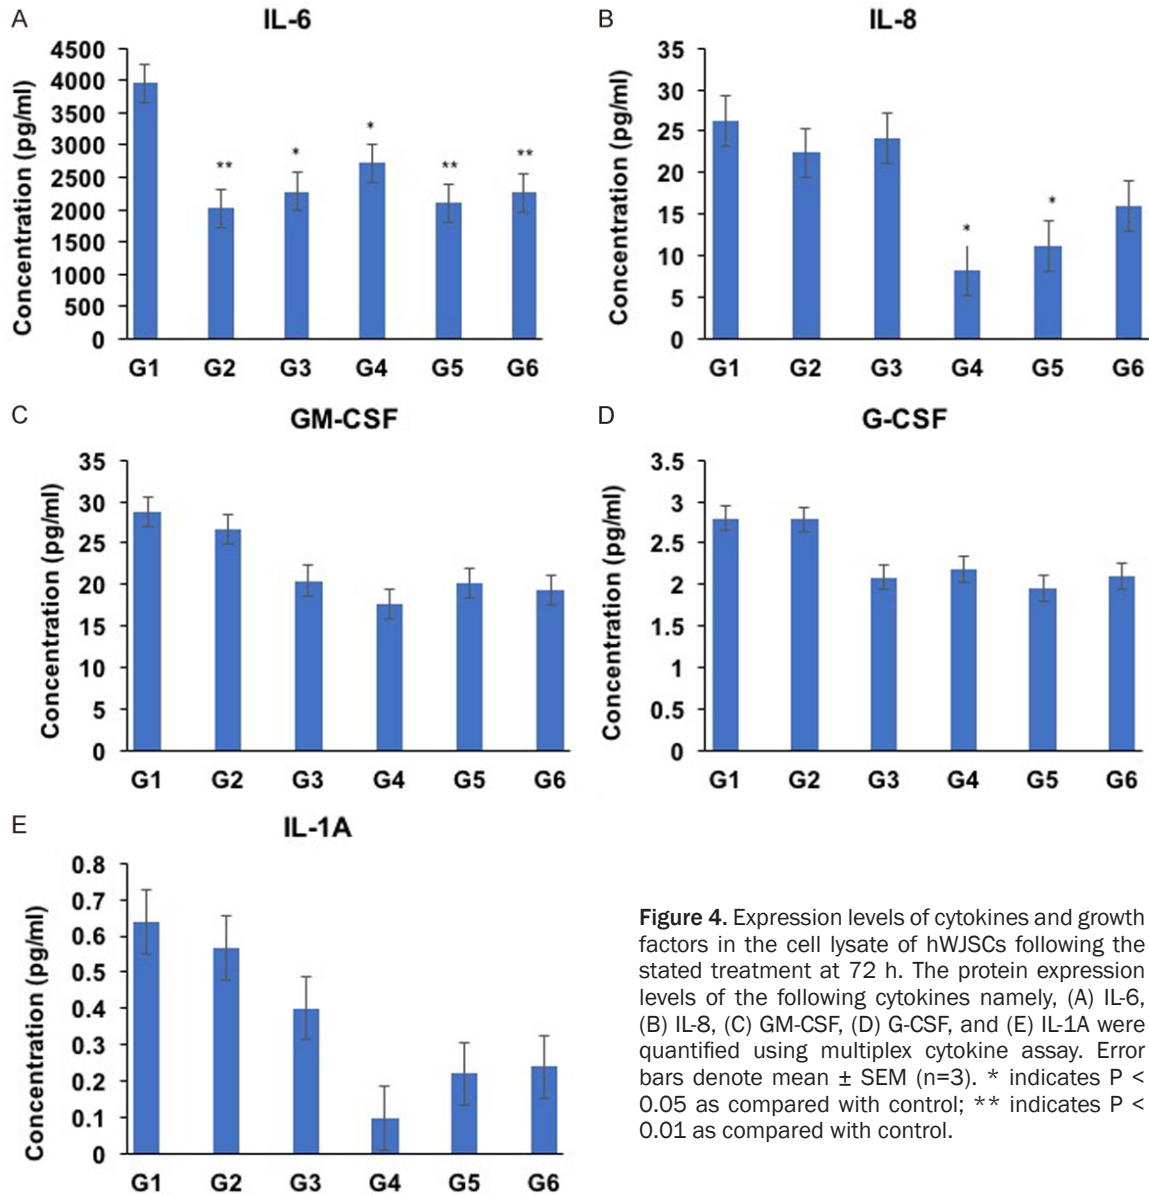 A
IL-6
Concentration (pg/ml)
4500
4000
3500
3000
2500
2000
1500
1000
500
0
**
*
*
**
**
G1 G2 G3 G4 G5 G6
B
IL-8
Concentration (pg/ml)
35
30
25
20
15
10
5
0
*
*
G1 G2 G3 G4 G5 G6
C
GM-CSF
Concentration (pg/ml)
35
30
25
20
15
10
5
0
G1 G2 G3 G4 G5 G6
D
G-CSF
Concentration (pg/ml)
3.5
3
2.5
2
1.5
1
0.5
0
G1 G2 G3 G4 G5 G6
E
IL-1A
Concentration (pg/ml)
0.8
0.7
0.6
0.5
0.4
0.3
0.2
0.1
0
G1 G2 G3 G4 G5 G6
Figure 4. Expression levels of cytokines and growth
factors in the cell lysate of hWJSCs following the
stated treatment at 72 h. The protein expression
levels of the following cytokines namely, (A) IL-6,
(B) IL-8, (C) GM-CSF, (D) G-CSF, and (E) IL-1A were
quantified using multiplex cytokine assay. Error
bars denote mean ± SEM (n=3). * indicates P <
0.05 as compared with control; ** indicates P <
0.01 as compared with control.